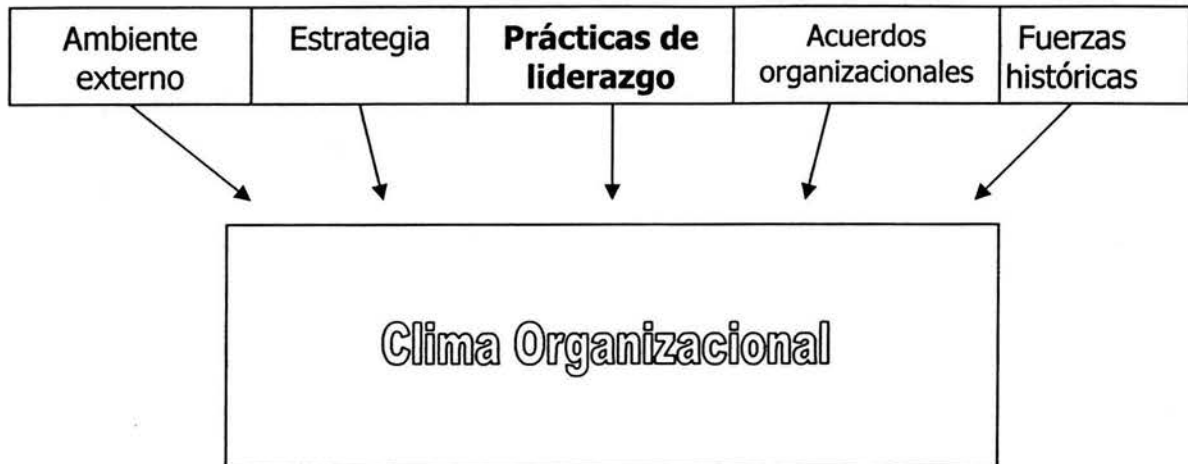 Ambiente
externo
Estrategia
Prácticas de
liderazgo
Acuerdos
organizacionales
Fuerzas
históricas
Clima Organizacional